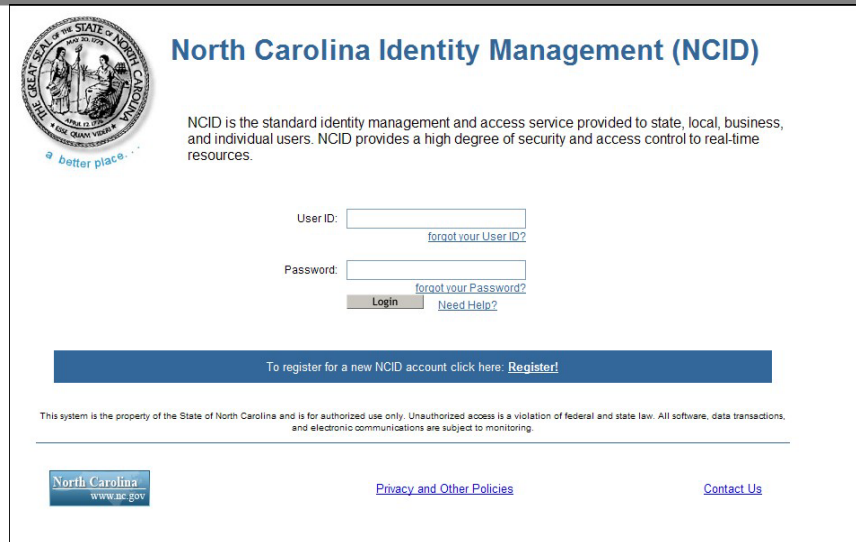 THE GREAT SEAL OF THE STATE OF NORTH CAROLINA
MAY 20, 1775
APRIL 12, 1776
ESSE QUAM VIDERI
a better place...
North Carolina Identity Management (NCID)
NCID is the standard identity management and access service provided to state, local, business,
and individual users. NCID provides a high degree of security and access control to real-time
resources.
User ID:
forgot your User ID?
Password:
forgot your Password?
Login
Need Help?
To register for a new NCID account click here: Register!
This system is the property of the State of North Carolina and is for authorized use only. Unauthorized access is a violation of federal and state law. All software, data transactions,
and electronic communications are subject to monitoring.
North Carolina
www.nc.gov
Privacy and Other Policies
Contact Us